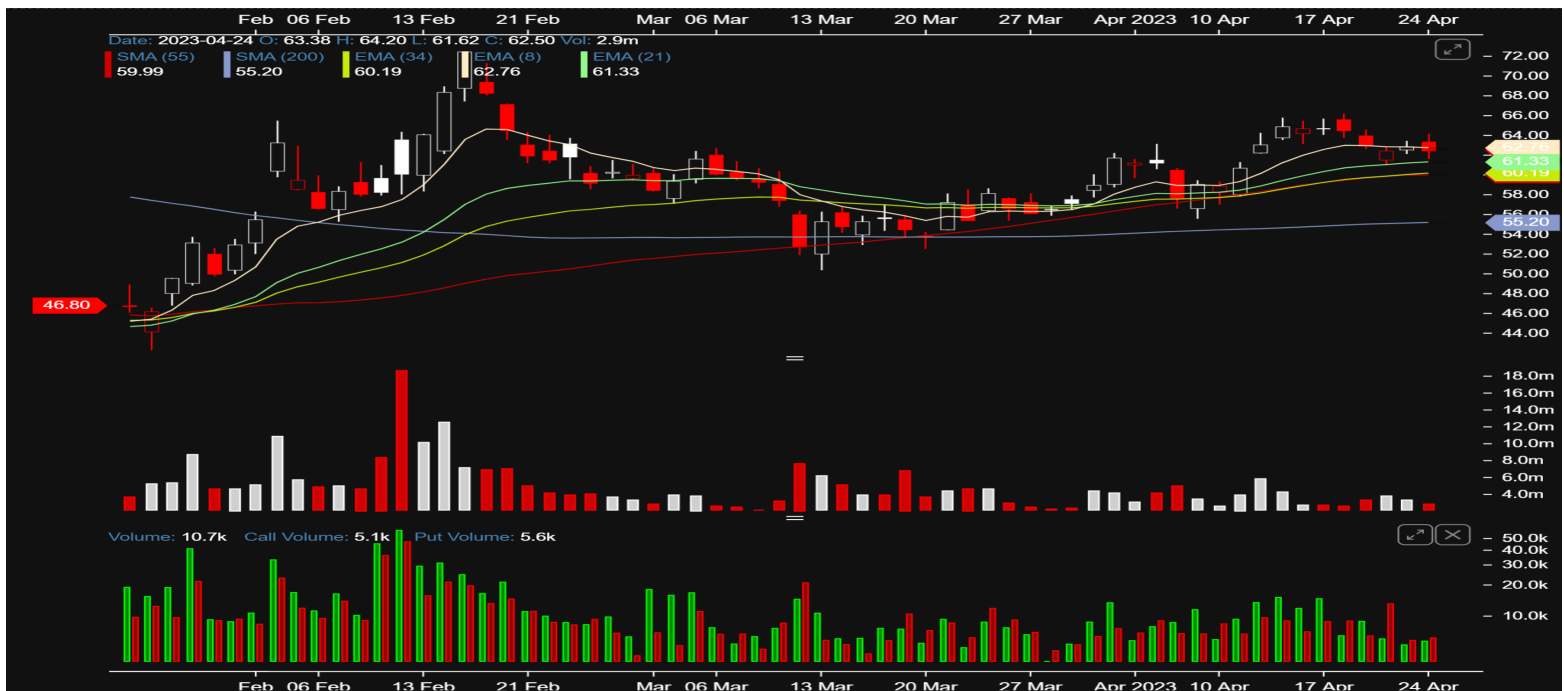 Feb 06 Feb 13 Feb 21 Feb Mar 06 Mar 13 Mar 20 Mar 27 Mar Apr 2023 10 Apr 17 Apr 24 Apr
Date: 2023-04-24 O: 63.38 H: 64.20 L: 61.62 C: 62.50 Vol: 2.9m
SMA (55) SMA (200) EMA (34) EMA (8) EMA (21)
59.99 55.20 60.19 62.76 61.33
72.00
70.00
68.00
66.00
64.00
62.76
61.33
60.19
58.00
56.00
55.20
54.00
52.00
50.00
48.00
46.80
46.00
44.00
18.0m
16.0m
14.0m
12.0m
10.0m
8.0m
6.0m
4.0m
Volume: 10.7k Call Volume: 5.1k Put Volume: 5.6k
50.0k
40.0k
30.0k
20.0k
10.0k
Feb 06 Feb 13 Feb 21 Feb Mar 06 Mar 13 Mar 20 Mar 27 Mar Apr 2023 10 Apr 17 Apr 24 Apr